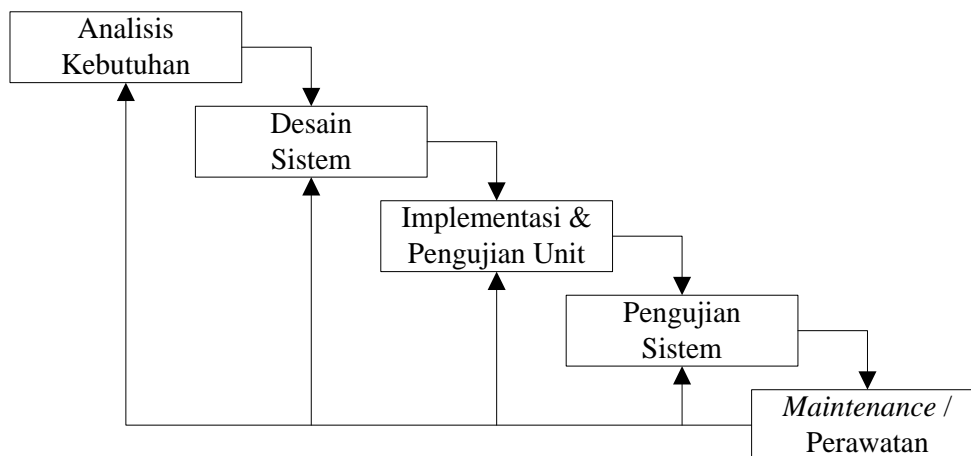 Analisis
Kebutuhan
Desain
Sistem
Implementasi &
Pengujian Unit
Pengujian
Sistem
Maintenance /
Perawatan